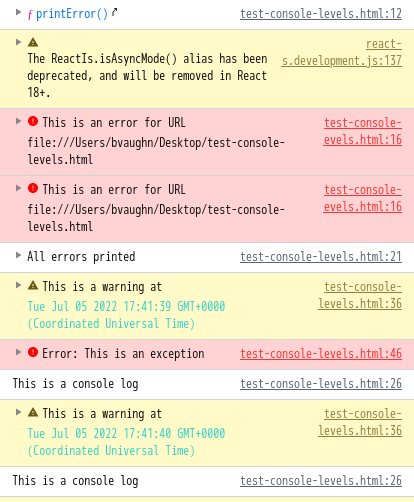 ƒ printError() test-console-levels.html:12
react-
The ReactIs.isAsyncMode() alias has been s.development.js:137
deprecated, and will be removed in React
18+.
This is an error for URL test-console-
file:///Users/bvaughn/Desktop/test-console- levels.html:16
levels.html
This is an error for URL test-console-
file:///Users/bvaughn/Desktop/test-console- levels.html:16
levels.html
All errors printed test-console-levels.html:21
This is a warning at test-console-
Tue Jul 05 2022 17:41:39 GMT+0000 levels.html:36
(Coordinated Universal Time)
Error: This is an exception test-console-levels.html:46
This is a console log test-console-levels.html:26
This is a warning at test-console-
Tue Jul 05 2022 17:41:40 GMT+0000 levels.html:36
(Coordinated Universal Time)
This is a console log test-console-levels.html:26